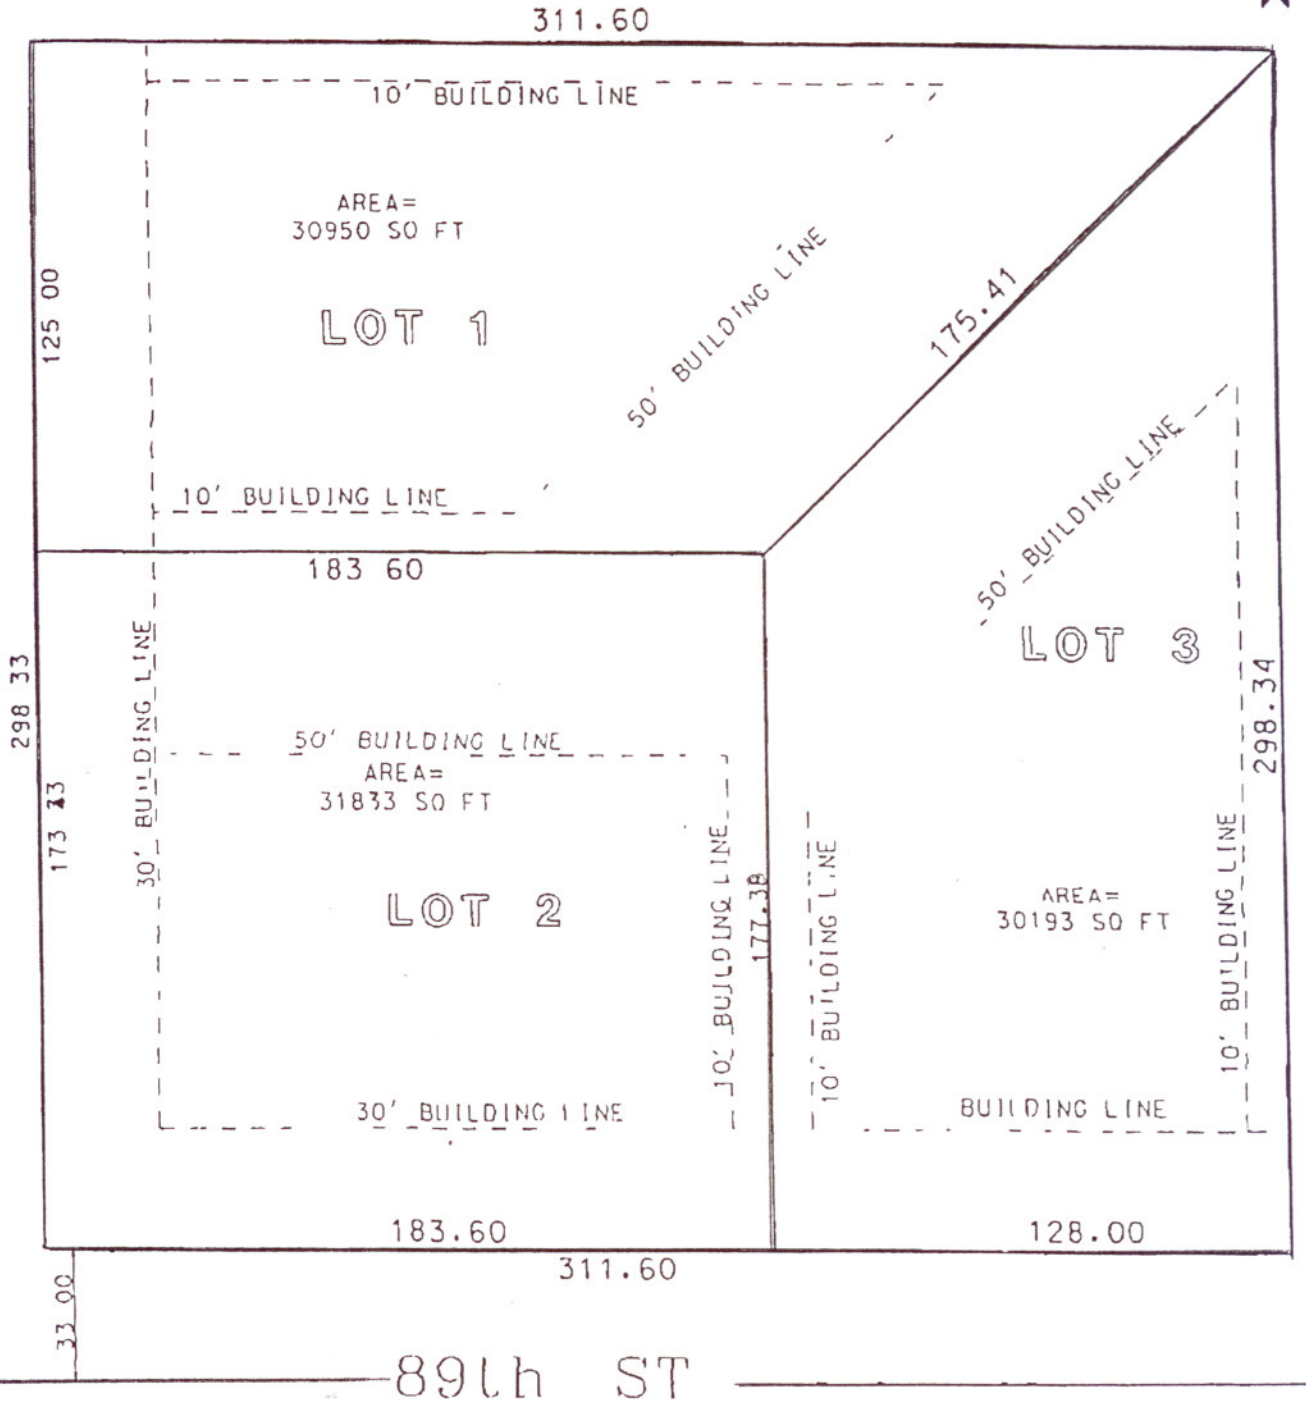 311.60
10' BUILDING LINE
AREA=
30950 SQ FT
LOT 1
125 00
50' BUILDING LINE
175.41
10' BUILDING LINE
183 60
298 33
173 33
30' BUILDING LINE
50' BUILDING LINE
AREA=
31833 SQ FT
LOT 2
10' BUILDING LINE
177.38
30' BUILDING LINE
183.60
50' BUILDING LINE
LOT 3
298.34
AREA=
30193 SQ FT
10' BUILDING LINE
10' BUILDING LINE
BUILDING LINE
128.00
311.60
33 00
89th ST